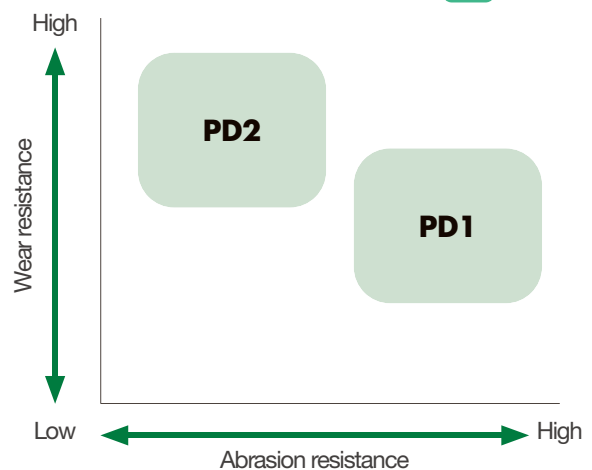 High
PD2
Wear resistance
PD1
Low
High
Abrasion resistance